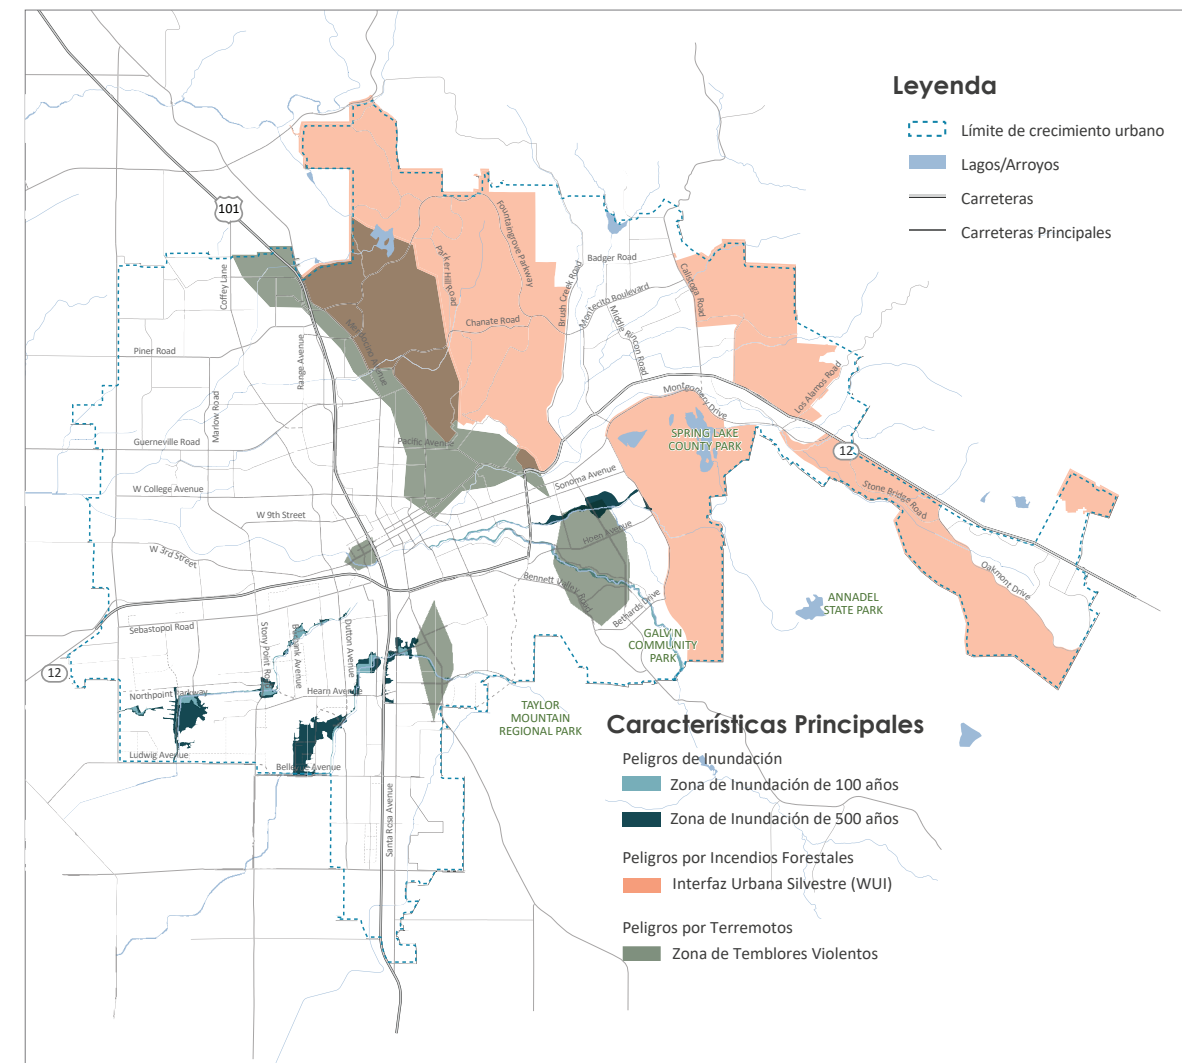 Leyenda
Límite de crecimiento urbano
Lagos/Arroyos
Carreteras
Carreteras Principales
101
Coffey Lane
Fountaingrove Parkway
Parker Hill Road
Badger Road
Brush Creek Road
Montecito Boulevard
Calistoga Road
Middle Rincon Road
Chanate Road
Mendocino Avenue
Piner Road
Range Avenue
Marlow Road
Los Alamos Road
Montgomery Drive
Guerneville Road
Pacific Avenue
SPRING LAKE
COUNTY PARK
12
Sonoma Avenue
W College Avenue
Stone Bridge Road
W 9th Street
Hoen Avenue
W 3rd Street
Bennett Valley Road
Oakmont Drive
Bethards Drive
ANNADEL
STATE PARK
Sebastopol Road
Stony Point Road
Burbank Avenue
Dutton Avenue
GALVIN
COMMUNITY
PARK
12
Northpoint Parkway
Hearn Avenue
TAYLOR
MOUNTAIN
REGIONAL PARK
Ludwig Avenue
Bellevue Avenue
Santa Rosa Avenue
Características Principales
Peligros de Inundación
Zona de Inundación de 100 años
Zona de Inundación de 500 años
Peligros por Incendios Forestales
Interfaz Urbana Silvestre (WUI)
Peligros por Terremotos
Zona de Temblores Violentos